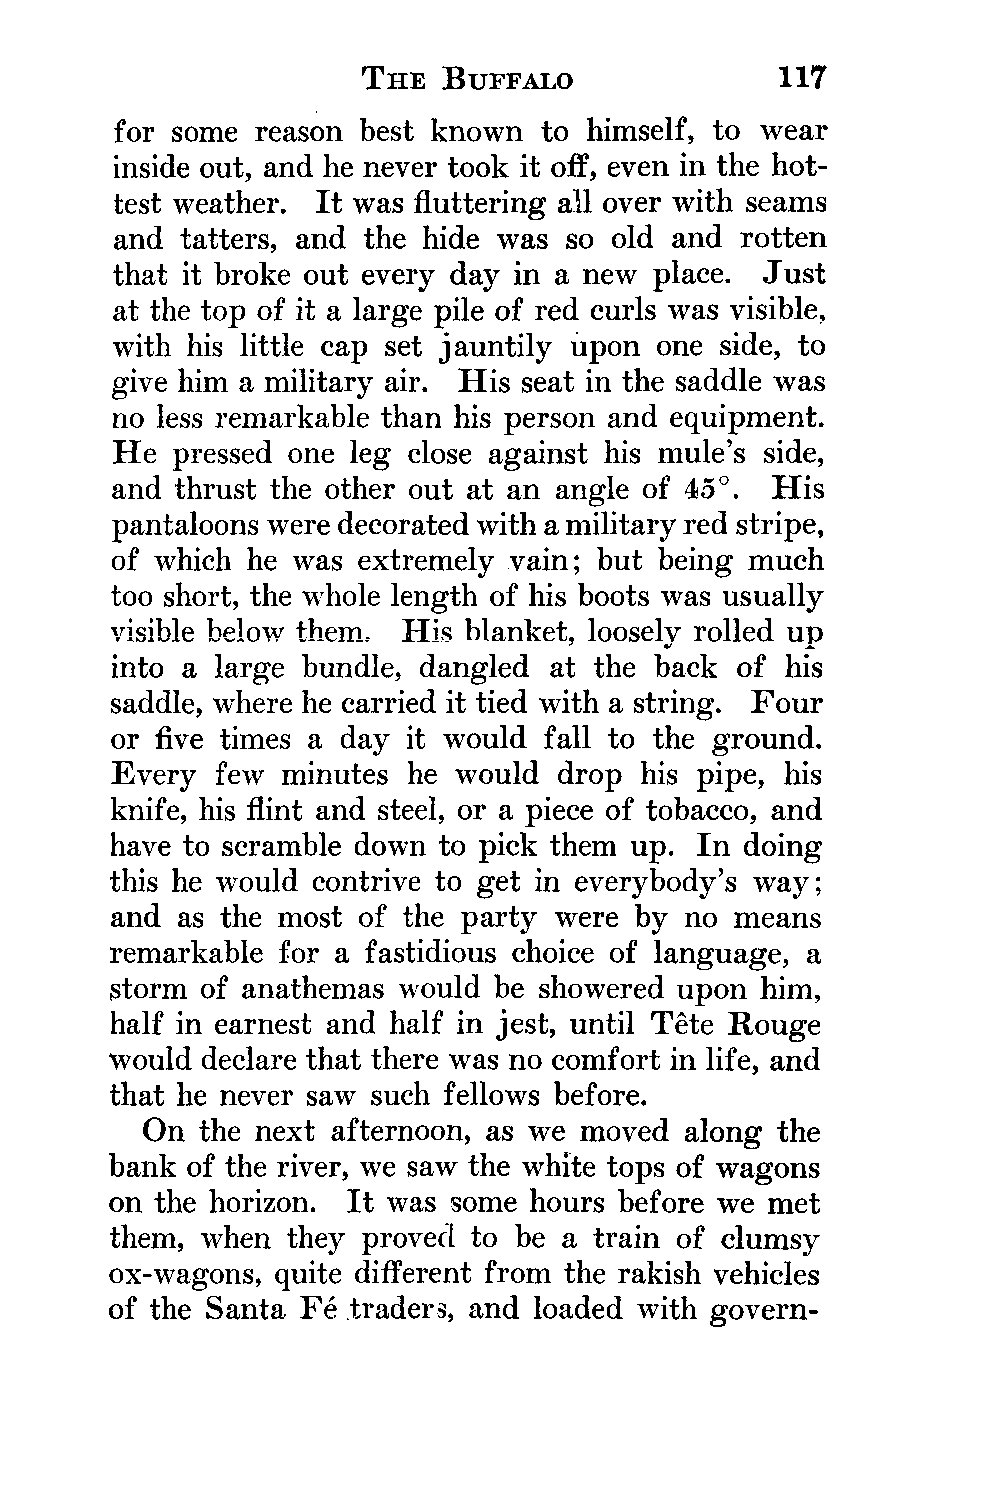 THE BUFFALO 117
for some reason best known to himself, to wear
inside out, and he never took it off, even in the hot-
test weather. It was fluttering all over with seams
and tatters, and the hide was so old and rotten
that it broke out every day in a new place. Just
at the top of it a large pile of red curls was visible,
with his little cap set jauntily upon one side, to
give him a military air. His seat in the saddle was
no less remarkable than his person and equipment.
He pressed one leg close against his mule's side,
and thrust the other out at an angle of 45°. His
pantaloons were decorated with a military red stripe,
of which he was extremely vain; but being much
too short, the whole length of his boots was usually
visible below them. His blanket, loosely rolled up
into a large bundle, dangled at the back of his
saddle, where he carried it tied with a string. Four
or five times a day it would fall to the ground.
Every few minutes he would drop his pipe, his
knife, his flint and steel, or a piece of tobacco, and
have to scramble down to pick them up. In doing
this he would contrive to get in everybody's way;
and as the most of the party were by no means
remarkable for a fastidious choice of language, a
storm of anathemas would be showered upon him,
half in earnest and half in jest, until Tête Rouge
would declare that there was no comfort in life, and
that he never saw such fellows before.
On the next afternoon, as we moved along the
bank of the river, we saw the white tops of wagons
on the horizon. It was some hours before we met
them, when they proved to be a train of clumsy
ox-wagons, quite different from the rakish vehicles
of the Santa Fé traders, and loaded with govern-